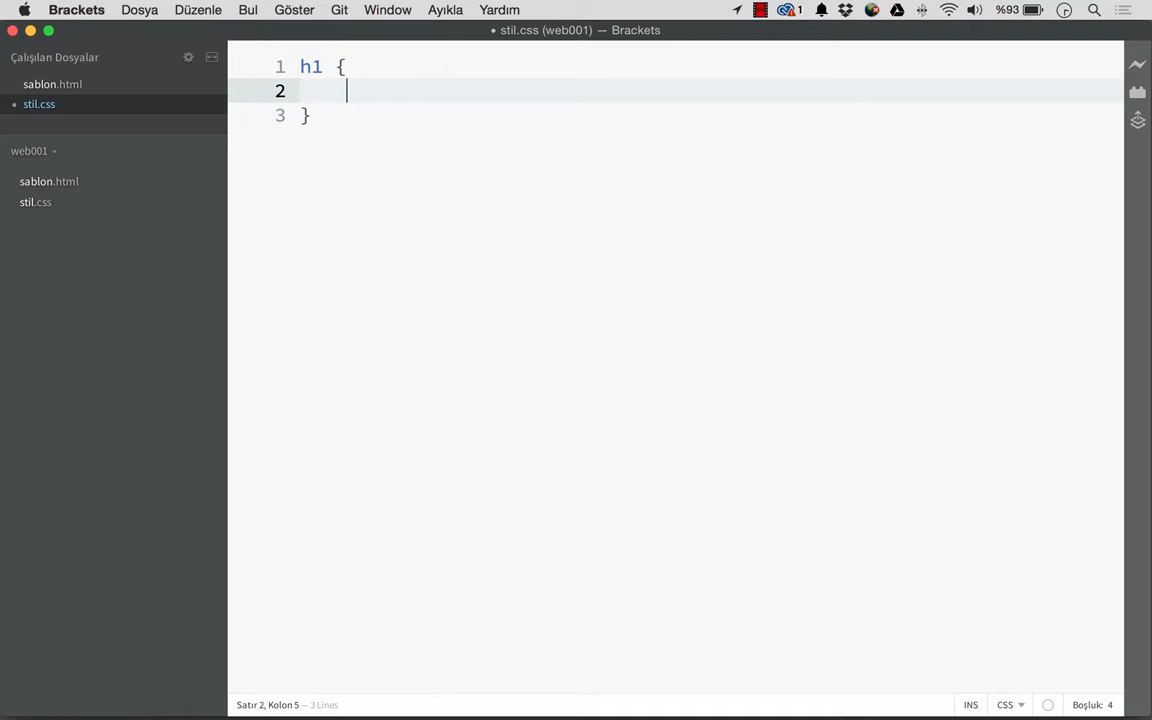 Brackets Dosya Düzenle Bul Göster Git Window Ayıkla Yardım 1 %93
• stil.css (web001) — Brackets
Çalışılan Dosyalar
sablon.html
• stil.css
web001
sablon.html
stil.css
1 h1 {
2
3 }
Satır 2, Kolon 5 — 3 Lines INS CSS Boşluk: 4